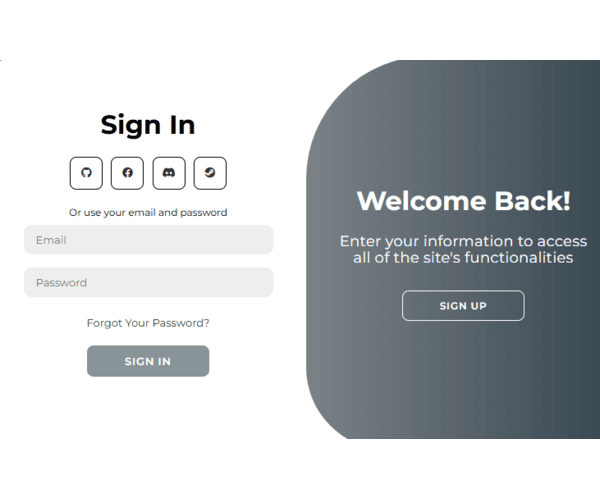 Sign In
Or use your email and password
Email
Password
Forgot Your Password?
SIGN IN
Welcome Back!
Enter your information to access
all of the site's functionalities
SIGN UP